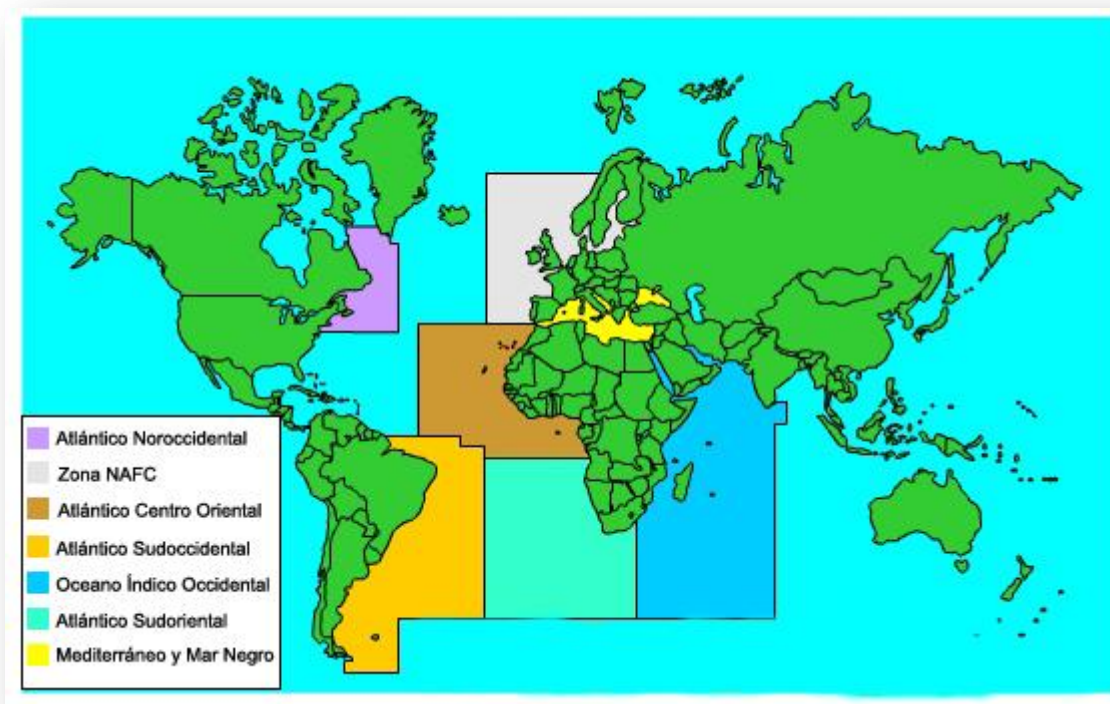 Atlántico Noroccidental
Zona NAFC
Atlántico Centro Oriental
Atlántico Sudoccidental
Oceano Índico Occidental
Atlántico Sudoriental
Mediterráneo y Mar Negro